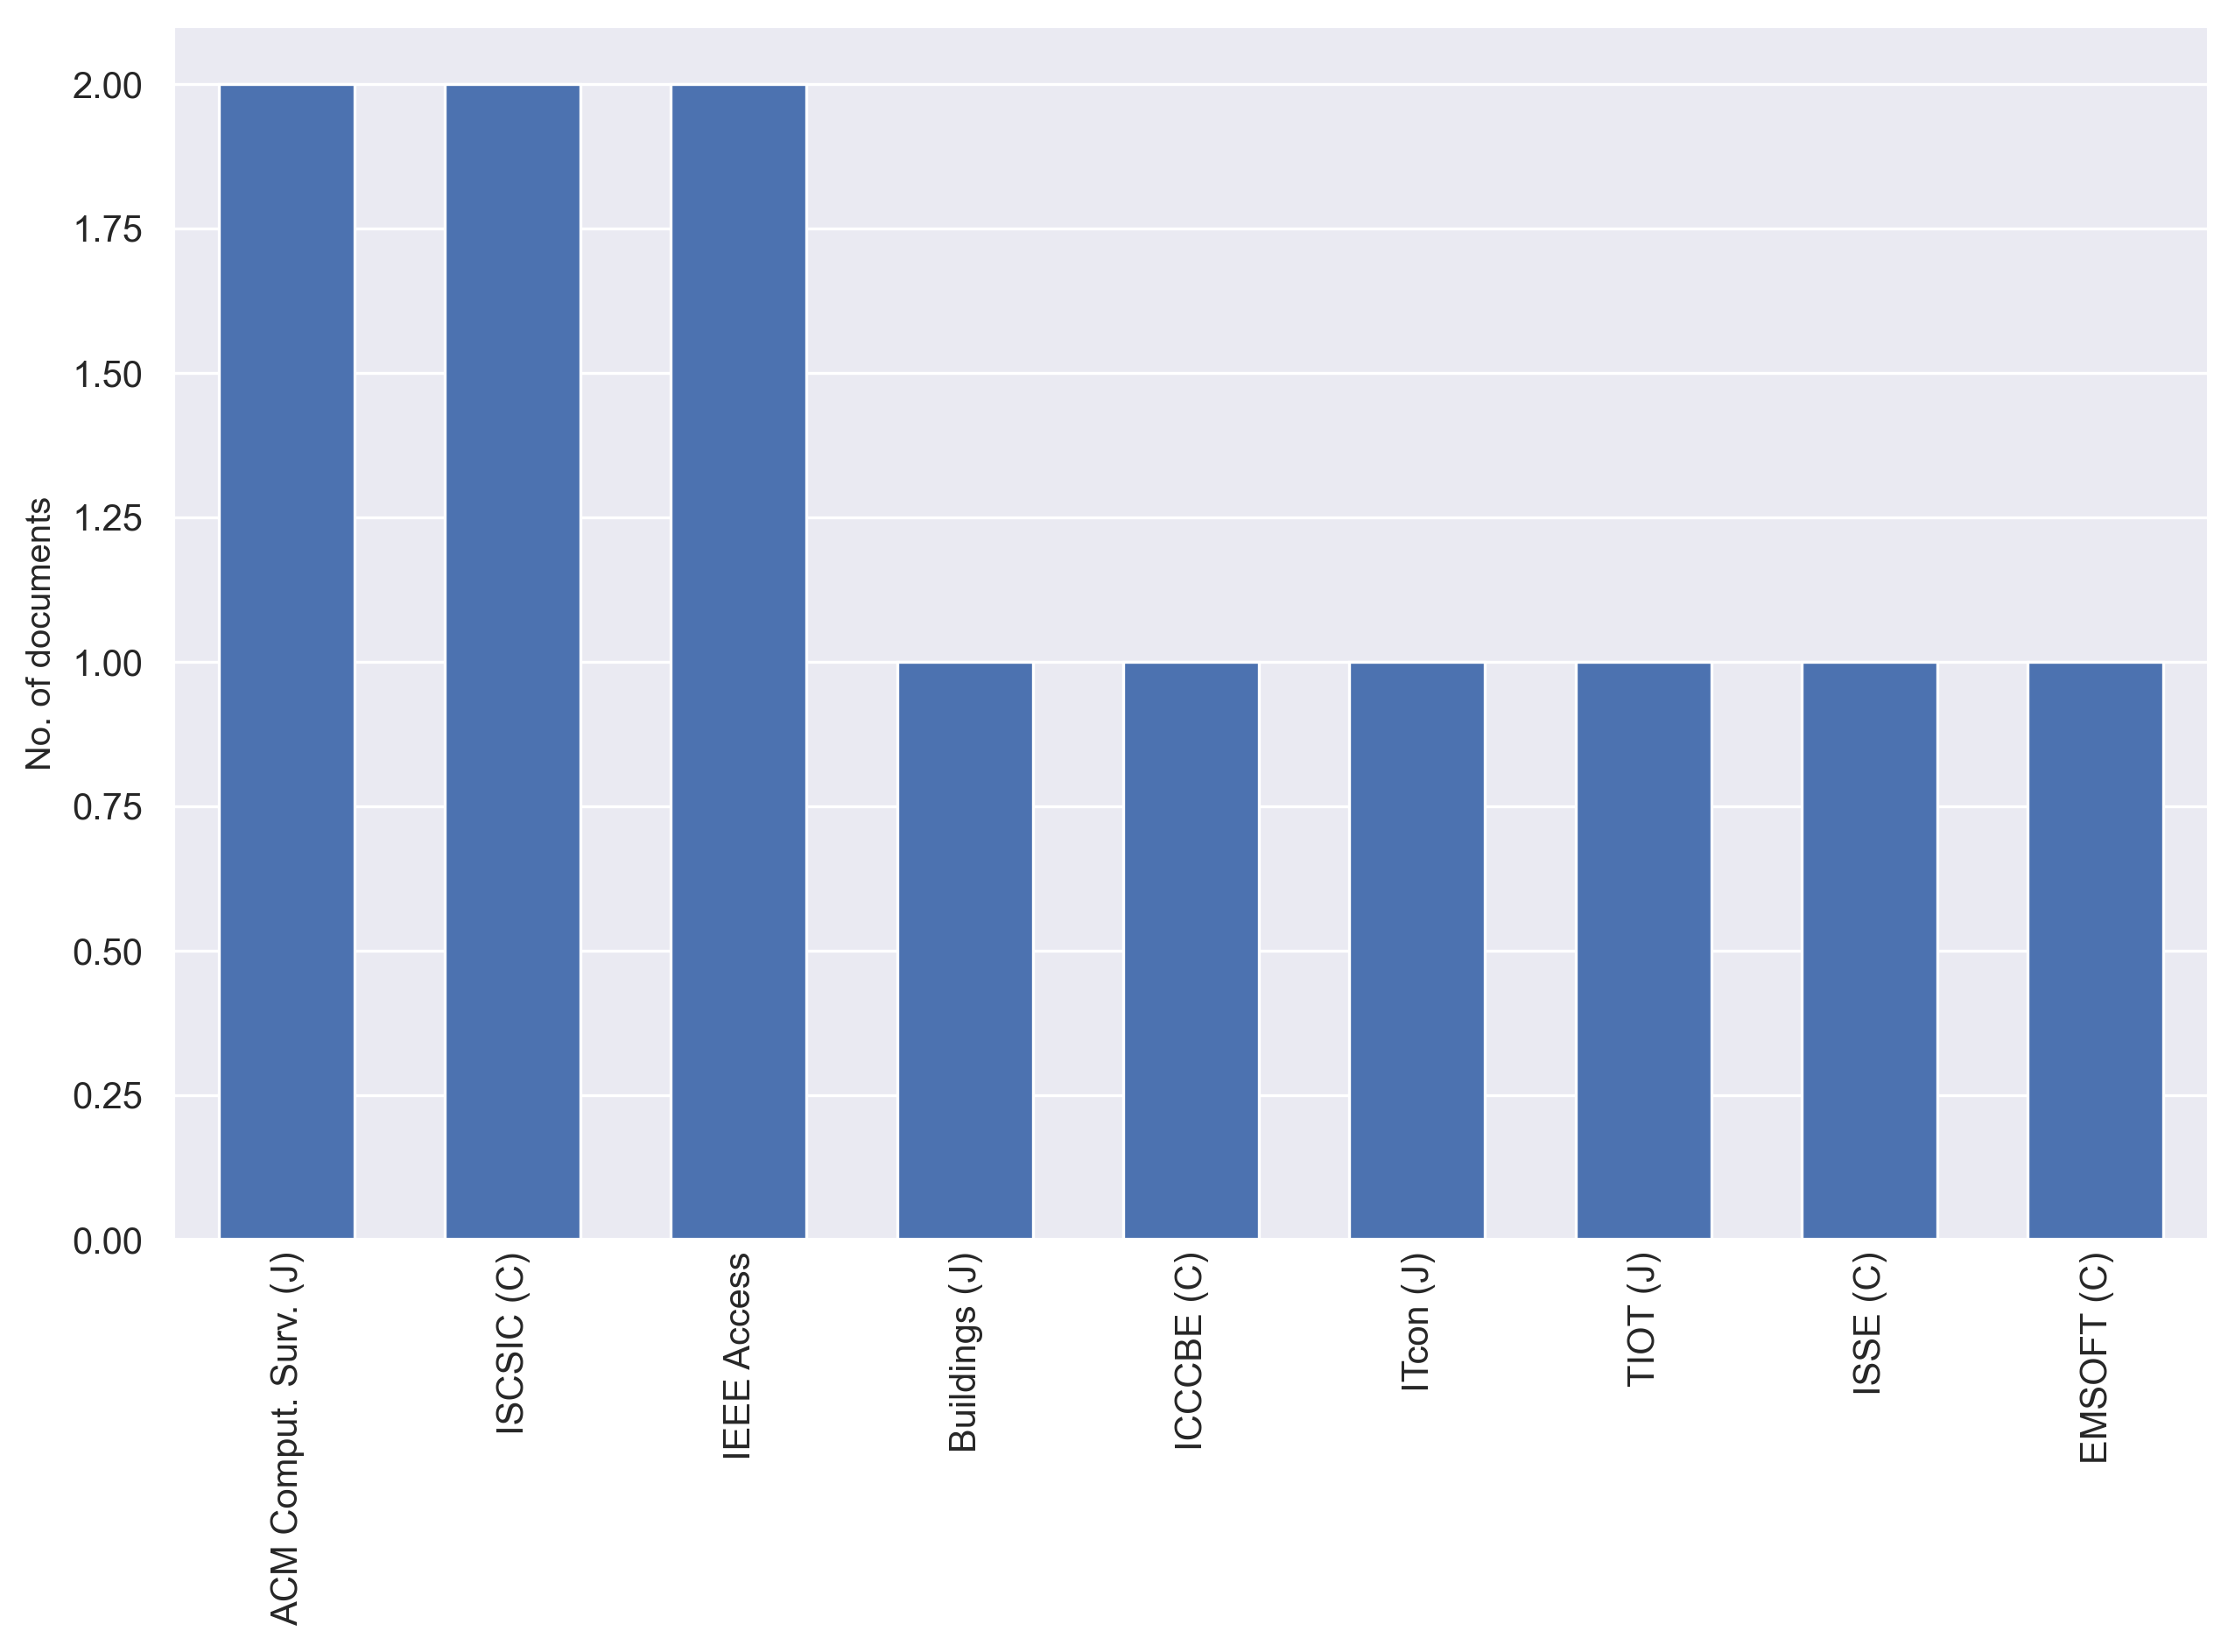 No. of documents
2.00
1.75
1.50
1.25
1.00
0.75
0.50
0.25
0.00
ACM Comput. Surv. (J)
ISCSIC (C)
IEEE Access
Buildings (J)
ICCCBE (C)
ITcon (J)
TIOT (J)
ISSE (C)
EMSOFT (C)